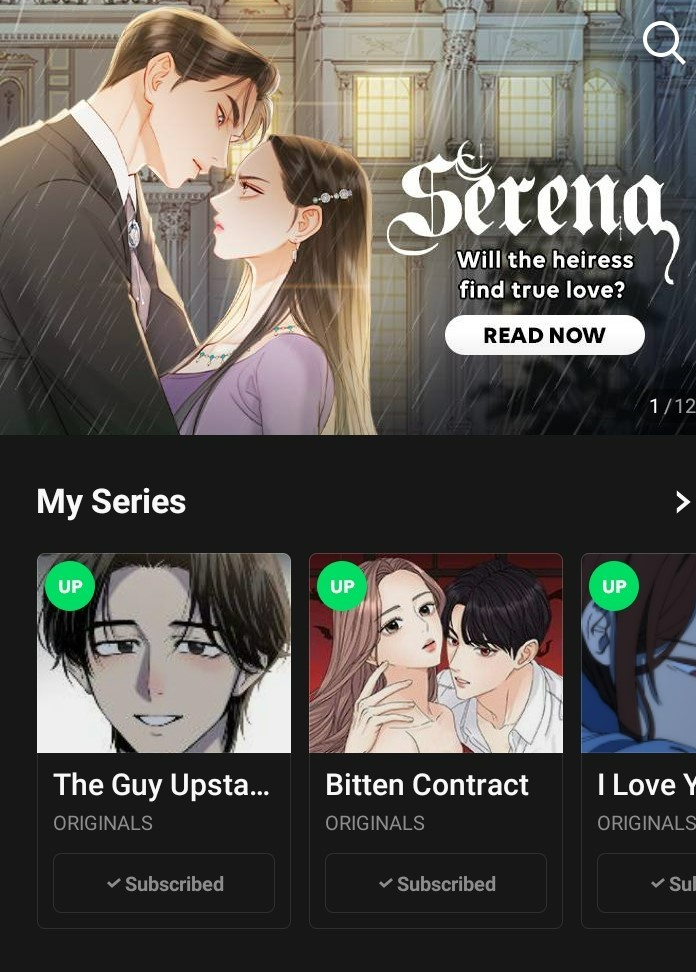 Serena
Will the heiress
find true love?
READ NOW
1/12
My Series
UP
UP
UP
The Guy Upsta...
Bitten Contract
I Love Y
ORIGINALS
ORIGINALS
ORIGINALS
Subscribed
Subscribed
Sul